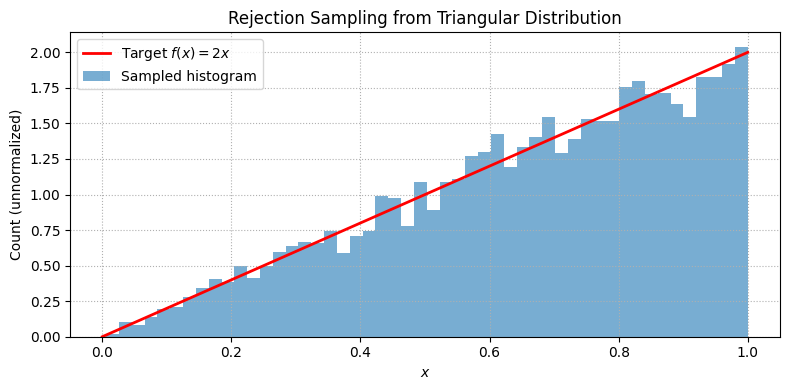 Rejection Sampling from Triangular Distribution
Target f(x) = 2x
Sampled histogram
Count (unnormalized)
2.00
1.75
1.50
1.25
1.00
0.75
0.50
0.25
0.00
0.0 0.2 0.4 0.6 0.8 1.0
x